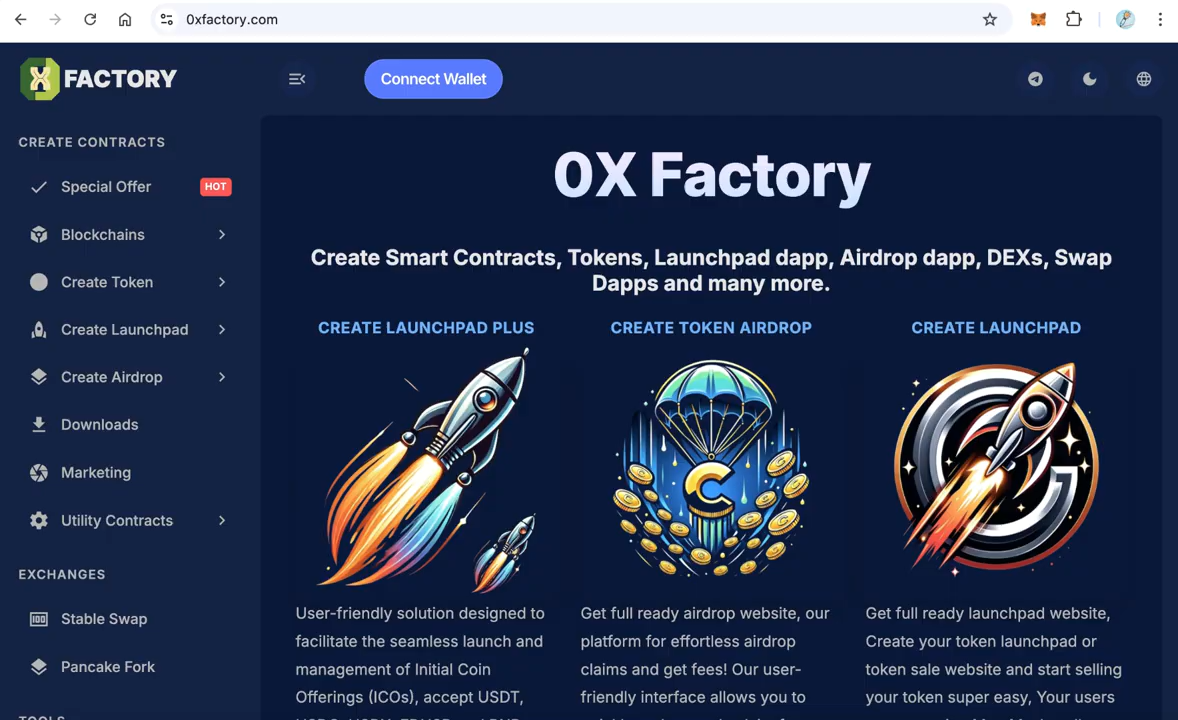 0xfactory.com
X FACTORY
Connect Wallet
CREATE CONTRACTS
Special Offer HOT
Blockchains
Create Token
Create Launchpad
Create Airdrop
Downloads
Marketing
Utility Contracts
EXCHANGES
Stable Swap
Pancake Fork
0X Factory
Create Smart Contracts, Tokens, Launchpad dapp, Airdrop dapp, DEXs, Swap
Dapps and many more.
CREATE LAUNCHPAD PLUS
User-friendly solution designed to
facilitate the seamless launch and
management of Initial Coin
Offerings (ICOs), accept USDT,
CREATE TOKEN AIRDROP
C
Get full ready airdrop website, our
platform for effortless airdrop
claims and get fees! Our user-
friendly interface allows you to
CREATE LAUNCHPAD
Get full ready launchpad website,
Create your token launchpad or
token sale website and start selling
your token super easy, Your users